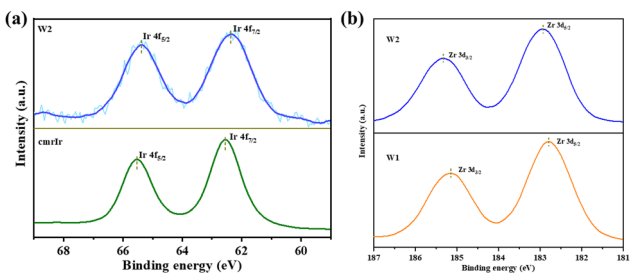 (a)
W2
Ir 4f5/2
Ir 4f7/2
cmrIr
Ir 4f5/2
Ir 4f7/2
Intensity (a.u.)
68 66 64 62 60
Binding energy (eV)
(b)
W2
Zr 3d3/2
Zr 3d5/2
W1
Zr 3d3/2
Zr 3d5/2
Intensity (a.u.)
187 186 185 184 183 182 181
Binding energy (eV)